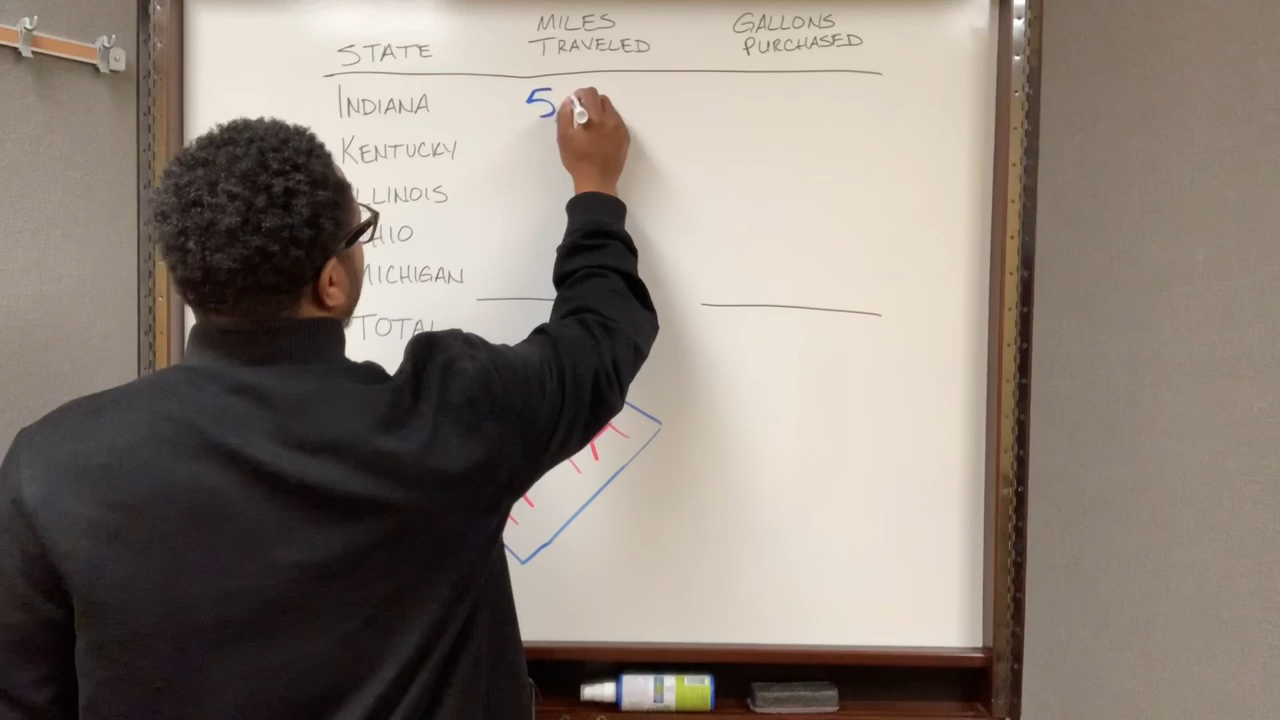 STATE MILES TRAVELED GALLONS PURCHASED
INDIANA 5
KENTUCKY
LLINOIS
HIO
MICHIGAN
TOTAL